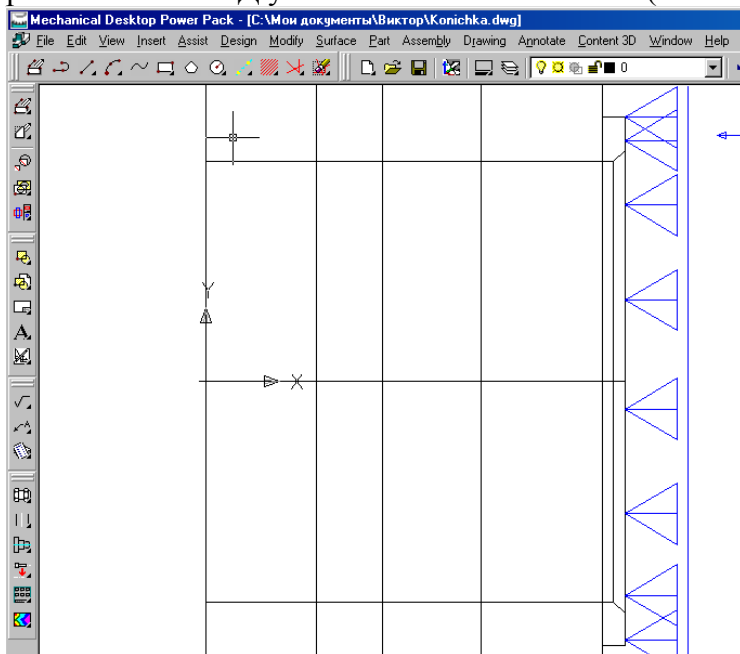 Mechanical Desktop Power Pack - [C:\Мои документы\Виктор\Konichka.dwg]
File Edit View Insert Assist Design Modify Surface Part Assembly Drawing Annotate Content 3D Window Help
0
Y
X
A